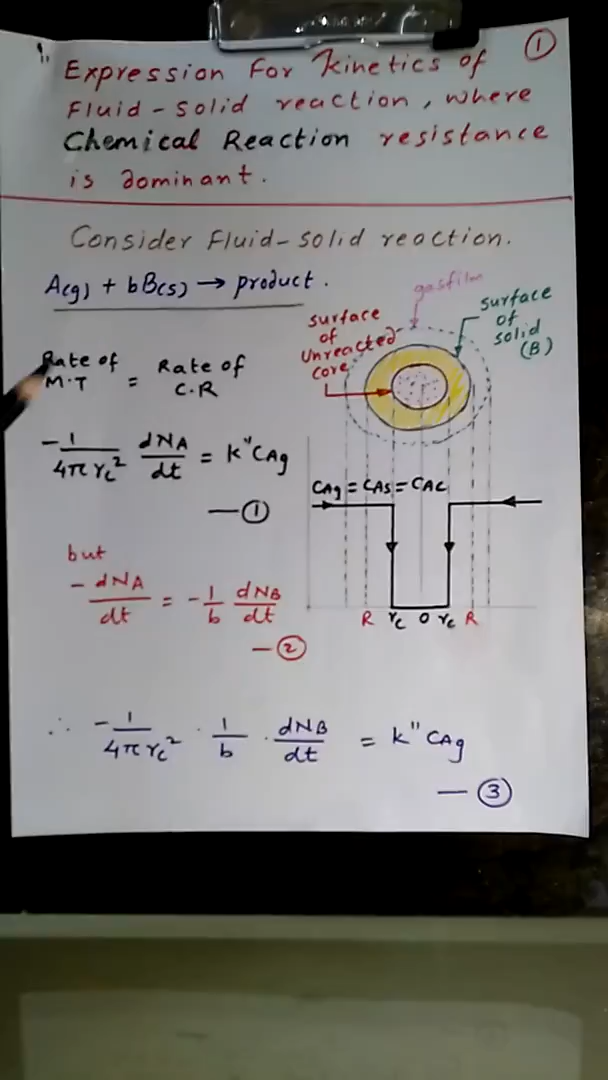 1.
①
Expression For Kinetics of
Fluid-solid reaction, where
Chemical Reaction resistance
is dominant.
Consider Fluid-solid reaction.
A(g) + bB(s) → product.
Rate of M.T = Rate of C.R
-1/4πrc² dNA/dt = k"CAg
—①
but
-dNA/dt = -1/b dNB/dt
—②
gasfilm
surface
of
solid
(B)
surface
of
Unreacted
core
CAg = CAS = CAC
R rc O rc R
∴ -1/4πrc² · 1/b · dNB/dt = k"CAg
—③